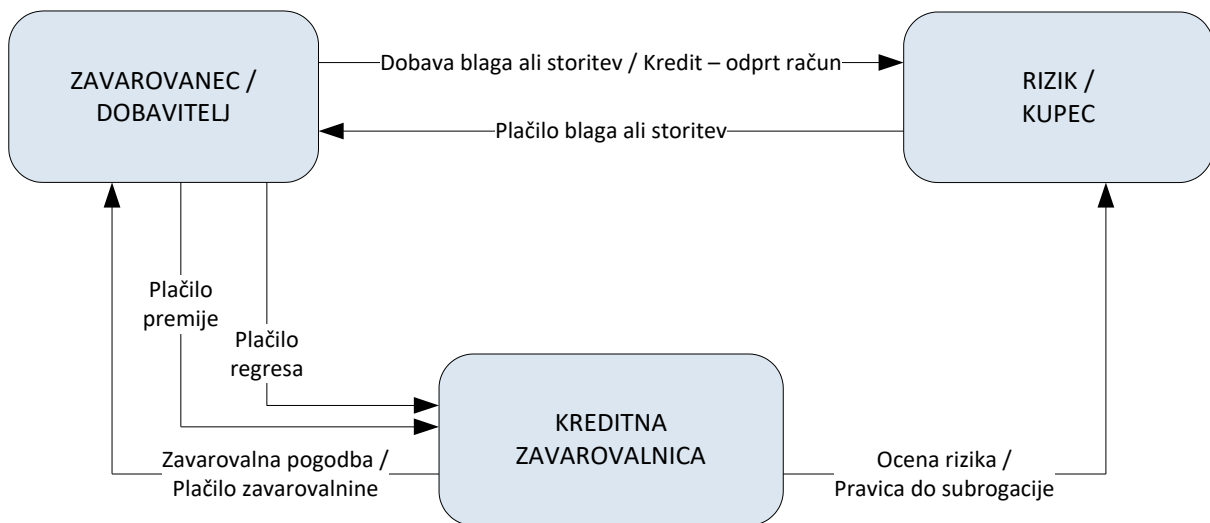 ZAVAROVANEC /
DOBAVITELJ
Dobava blaga ali storitev / Kredit – odprt račun
RIZIK /
KUPEC
Plačilo blaga ali storitev
Plačilo
premije
Plačilo
regresa
KREDITNA
ZAVAROVALNICA
Zavarovalna pogodba /
Plačilo zavarovalnine
Ocena rizika /
Pravica do subrogacije